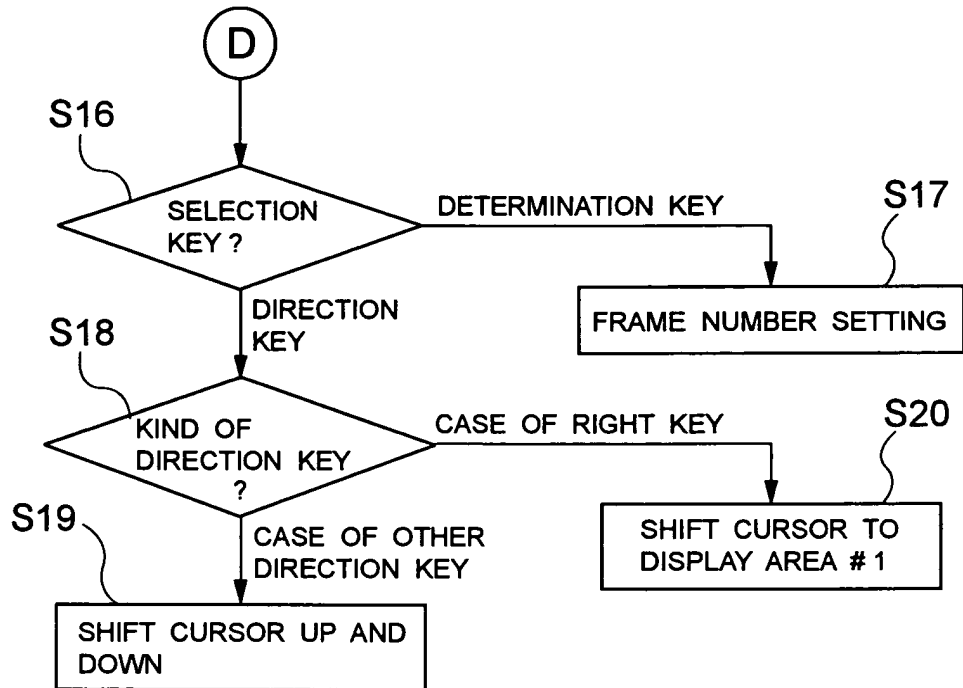 D
S16
SELECTION
KEY ?
DETERMINATION KEY
S17
FRAME NUMBER SETTING
DIRECTION
KEY
S18
KIND OF
DIRECTION KEY
?
CASE OF RIGHT KEY
S20
SHIFT CURSOR TO
DISPLAY AREA # 1
S19
CASE OF OTHER
DIRECTION KEY
SHIFT CURSOR UP AND
DOWN